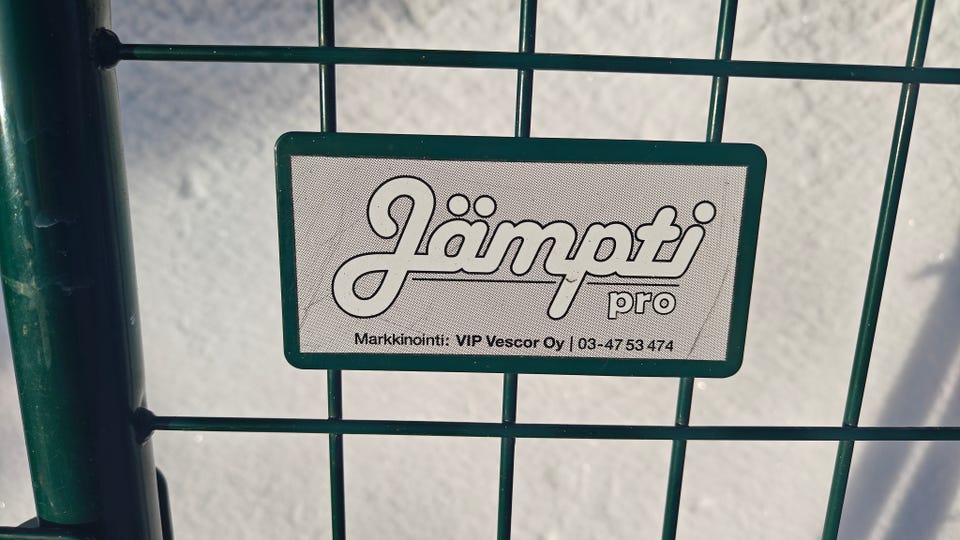 Jämpti
pro
Markkinointi: VIP Vescor Oy | 03-47 53 474